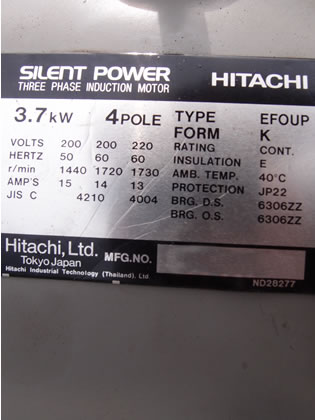 SILENT POWER HITACHI
THREE PHASE INDUCTION MOTOR
3.7kW 4POLE TYPE EFOUP
FORM K
VOLTS 200 200 220 RATING CONT.
HERTZ 50 60 60 INSULATION E
r/min 1440 1720 1730 AMB. TEMP. 40°C
AMP'S 15 14 13 PROTECTION JP22
JIS C 4210 4004 BRG. D.S. 6306ZZ
BRG. O.S. 6306ZZ
Hitachi, Ltd. MFG.NO.
Tokyo Japan
Hitachi Industrial Technology (Thailand). Ltd.
ND28277